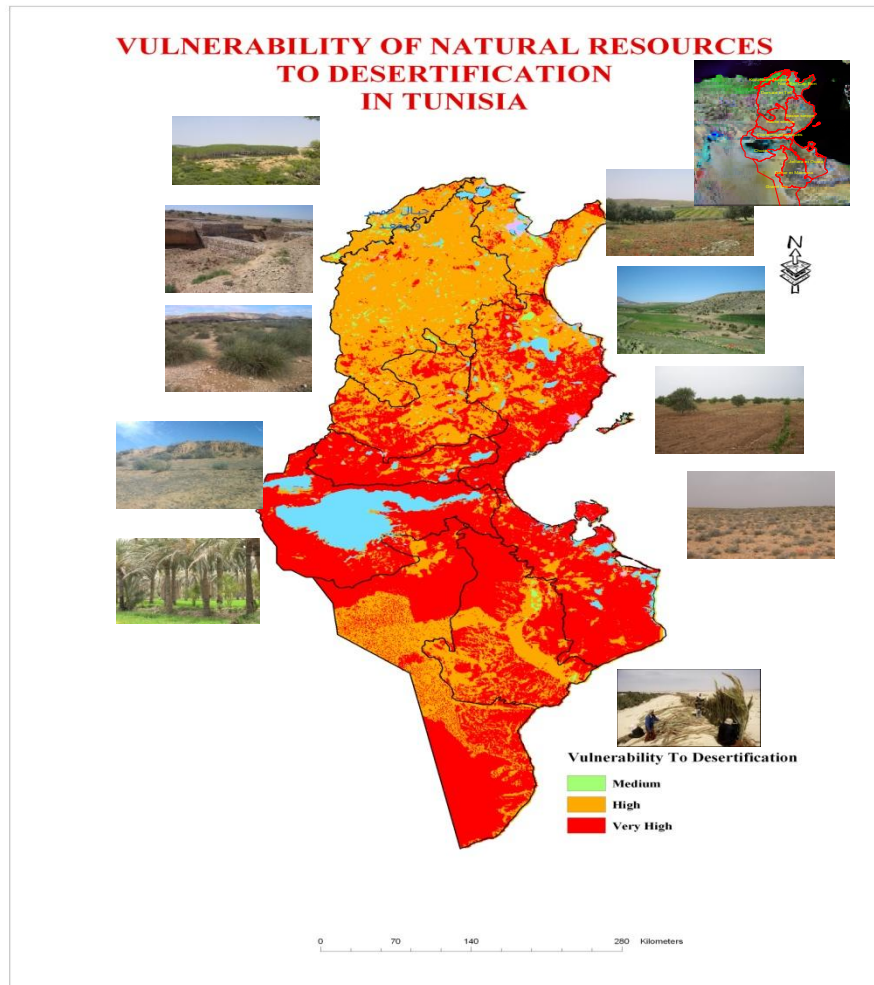 VULNERABILITY OF NATURAL RESOURCES
TO DESERTIFICATION
IN TUNISIA
N
Vulnerability To Desertification
Medium
High
Very High
0 70 140 280 Kilometers